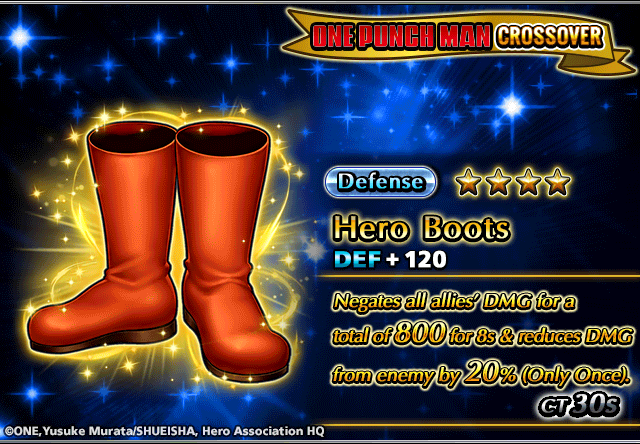 ONE PUNCH MAN CROSSOVER
Defense
Hero Boots
DEF + 120
Negates all allies' DMG for a
total of 800 for 8s & reduces DMG
from enemy by 20% (Only Once).
CT 30s
©ONE,Yusuke Murata/SHUEISHA, Hero Association HQ